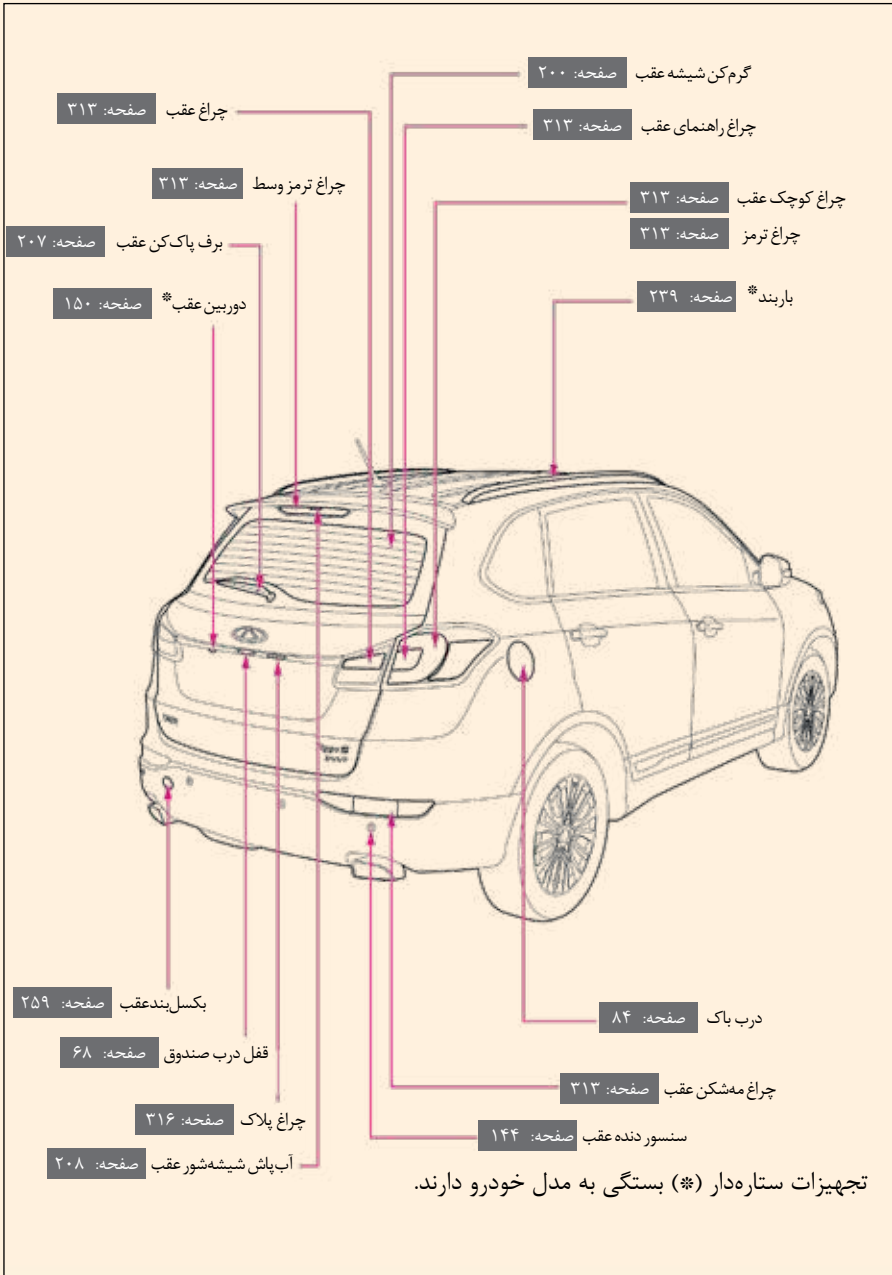 گرم‌کن شیشه عقب صفحه: ۲۰۰
چراغ عقب صفحه: ۳۱۳
چراغ راهنمای عقب صفحه: ۳۱۳
چراغ ترمز وسط صفحه: ۳۱۳
چراغ کوچک عقب صفحه: ۳۱۳
چراغ ترمز صفحه: ۳۱۳
برف پاک‌کن عقب صفحه: ۲۰۷
باربند* صفحه: ۲۳۹
دوربین عقب* صفحه: ۱۵۰
بکسل‌بندعقب صفحه: ۲۵۹
درب باک صفحه: ۸۴
قفل درب صندوق صفحه: ۶۸
چراغ مه‌شکن عقب صفحه: ۳۱۳
چراغ پلاک صفحه: ۳۱۶
سنسور دنده عقب صفحه: ۱۴۴
آب‌پاش شیشه‌شور عقب صفحه: ۲۰۸
تجهیزات ستاره‌دار (*) بستگی به مدل خودرو دارند.